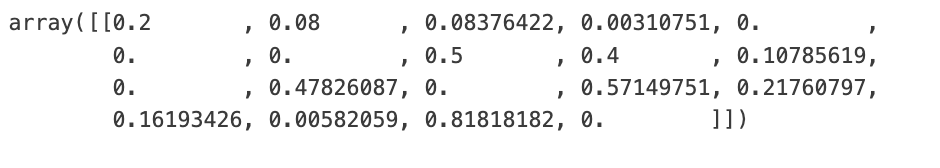 array([[0.2       , 0.08      , 0.08376422, 0.00310751, 0.        ,
        0.        , 0.        , 0.5       , 0.4       , 0.10785619,
        0.        , 0.47826087, 0.        , 0.57149751, 0.21760797,
        0.16193426, 0.00582059, 0.81818182, 0.        ]])